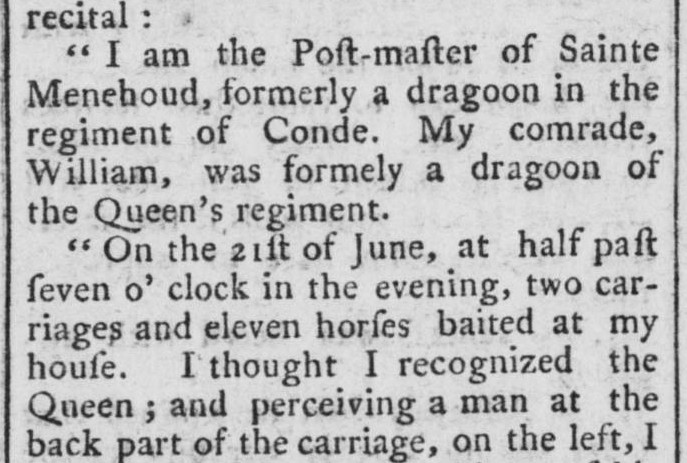 recital :
“ I am the Poſt-maſter of Sainte
Menehoud, formerly a dragoon in the
regiment of Conde. My comrade,
William, was formely a dragoon of
the Queen's regiment.
“ On the 21ſt of June, at half paſt
ſeven o' clock in the evening, two car-
riages and eleven horſes baited at my
houſe. I thought I recognized the
Queen ; and perceiving a man at the
back part of the carriage, on the left, I